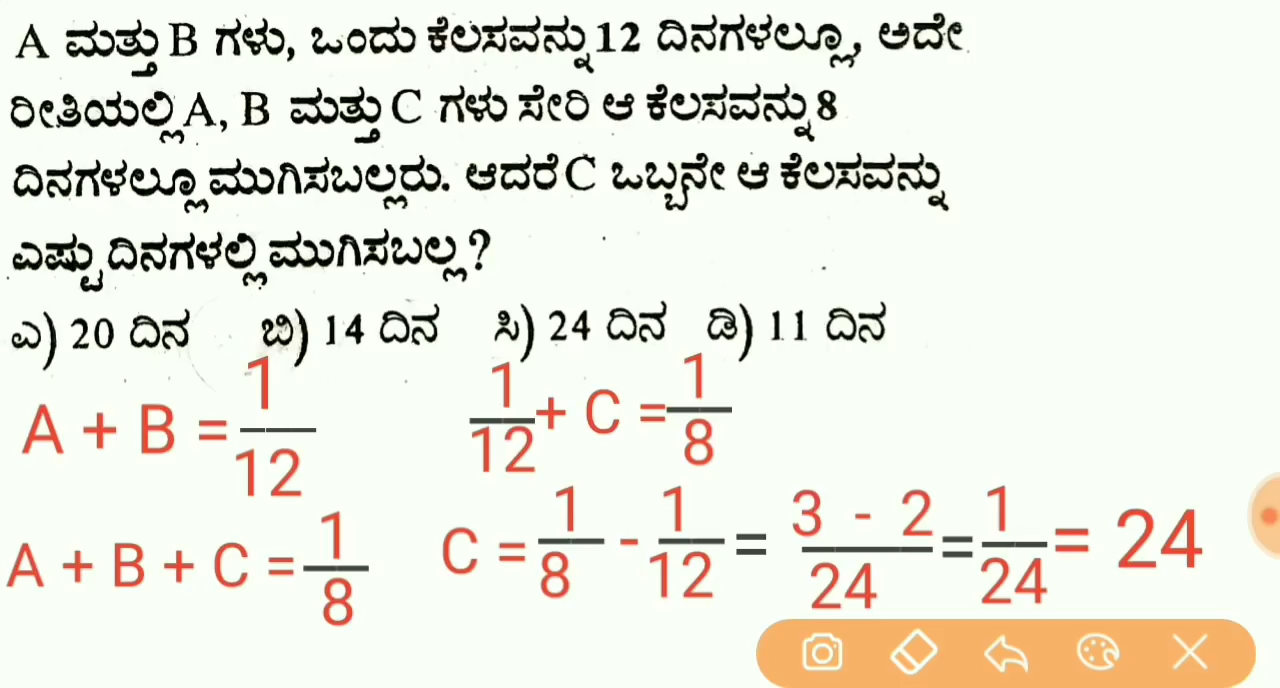 A ಮತ್ತು B ಗಳು, ಒಂದು ಕೆಲಸವನ್ನು 12 ದಿನಗಳಲ್ಲೂ, ಅದೇ
ರೀತಿಯಲ್ಲಿ A, B ಮತ್ತು C ಗಳು ಸೇರಿ ಆ ಕೆಲಸವನ್ನು 8
ದಿನಗಳಲ್ಲೂ ಮುಗಿಸಬಲ್ಲರು. ಆದರೆ C ಒಬ್ಬನೇ ಆ ಕೆಲಸವನ್ನು
ಎಷ್ಟು ದಿನಗಳಲ್ಲಿ ಮುಗಿಸಬಲ್ಲ ?
ಎ) 20 ದಿನ ಬಿ) 14 ದಿನ ಸಿ) 24 ದಿನ ಡಿ) 11 ದಿನ
A + B = 1/12
1/12 + C = 1/8
A + B + C = 1/8
C = 1/8 - 1/12 = 3 - 2/24 = 1/24 = 24